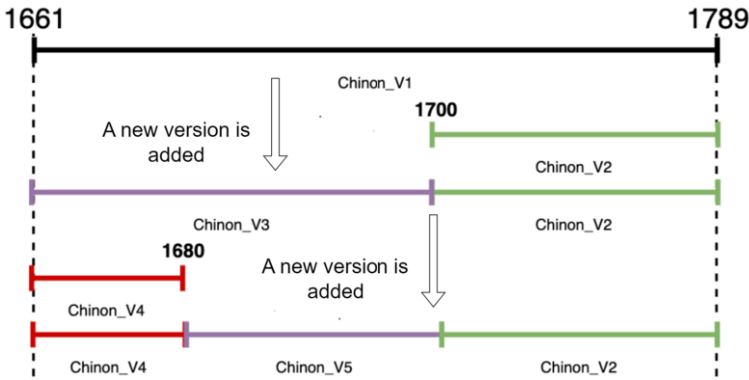 1661 1789
Chinon_V1
1700
A new version is
added
Chinon_V2
Chinon_V3 Chinon_V2
1680
A new version is
added
Chinon_V4
Chinon_V4 Chinon_V5 Chinon_V2